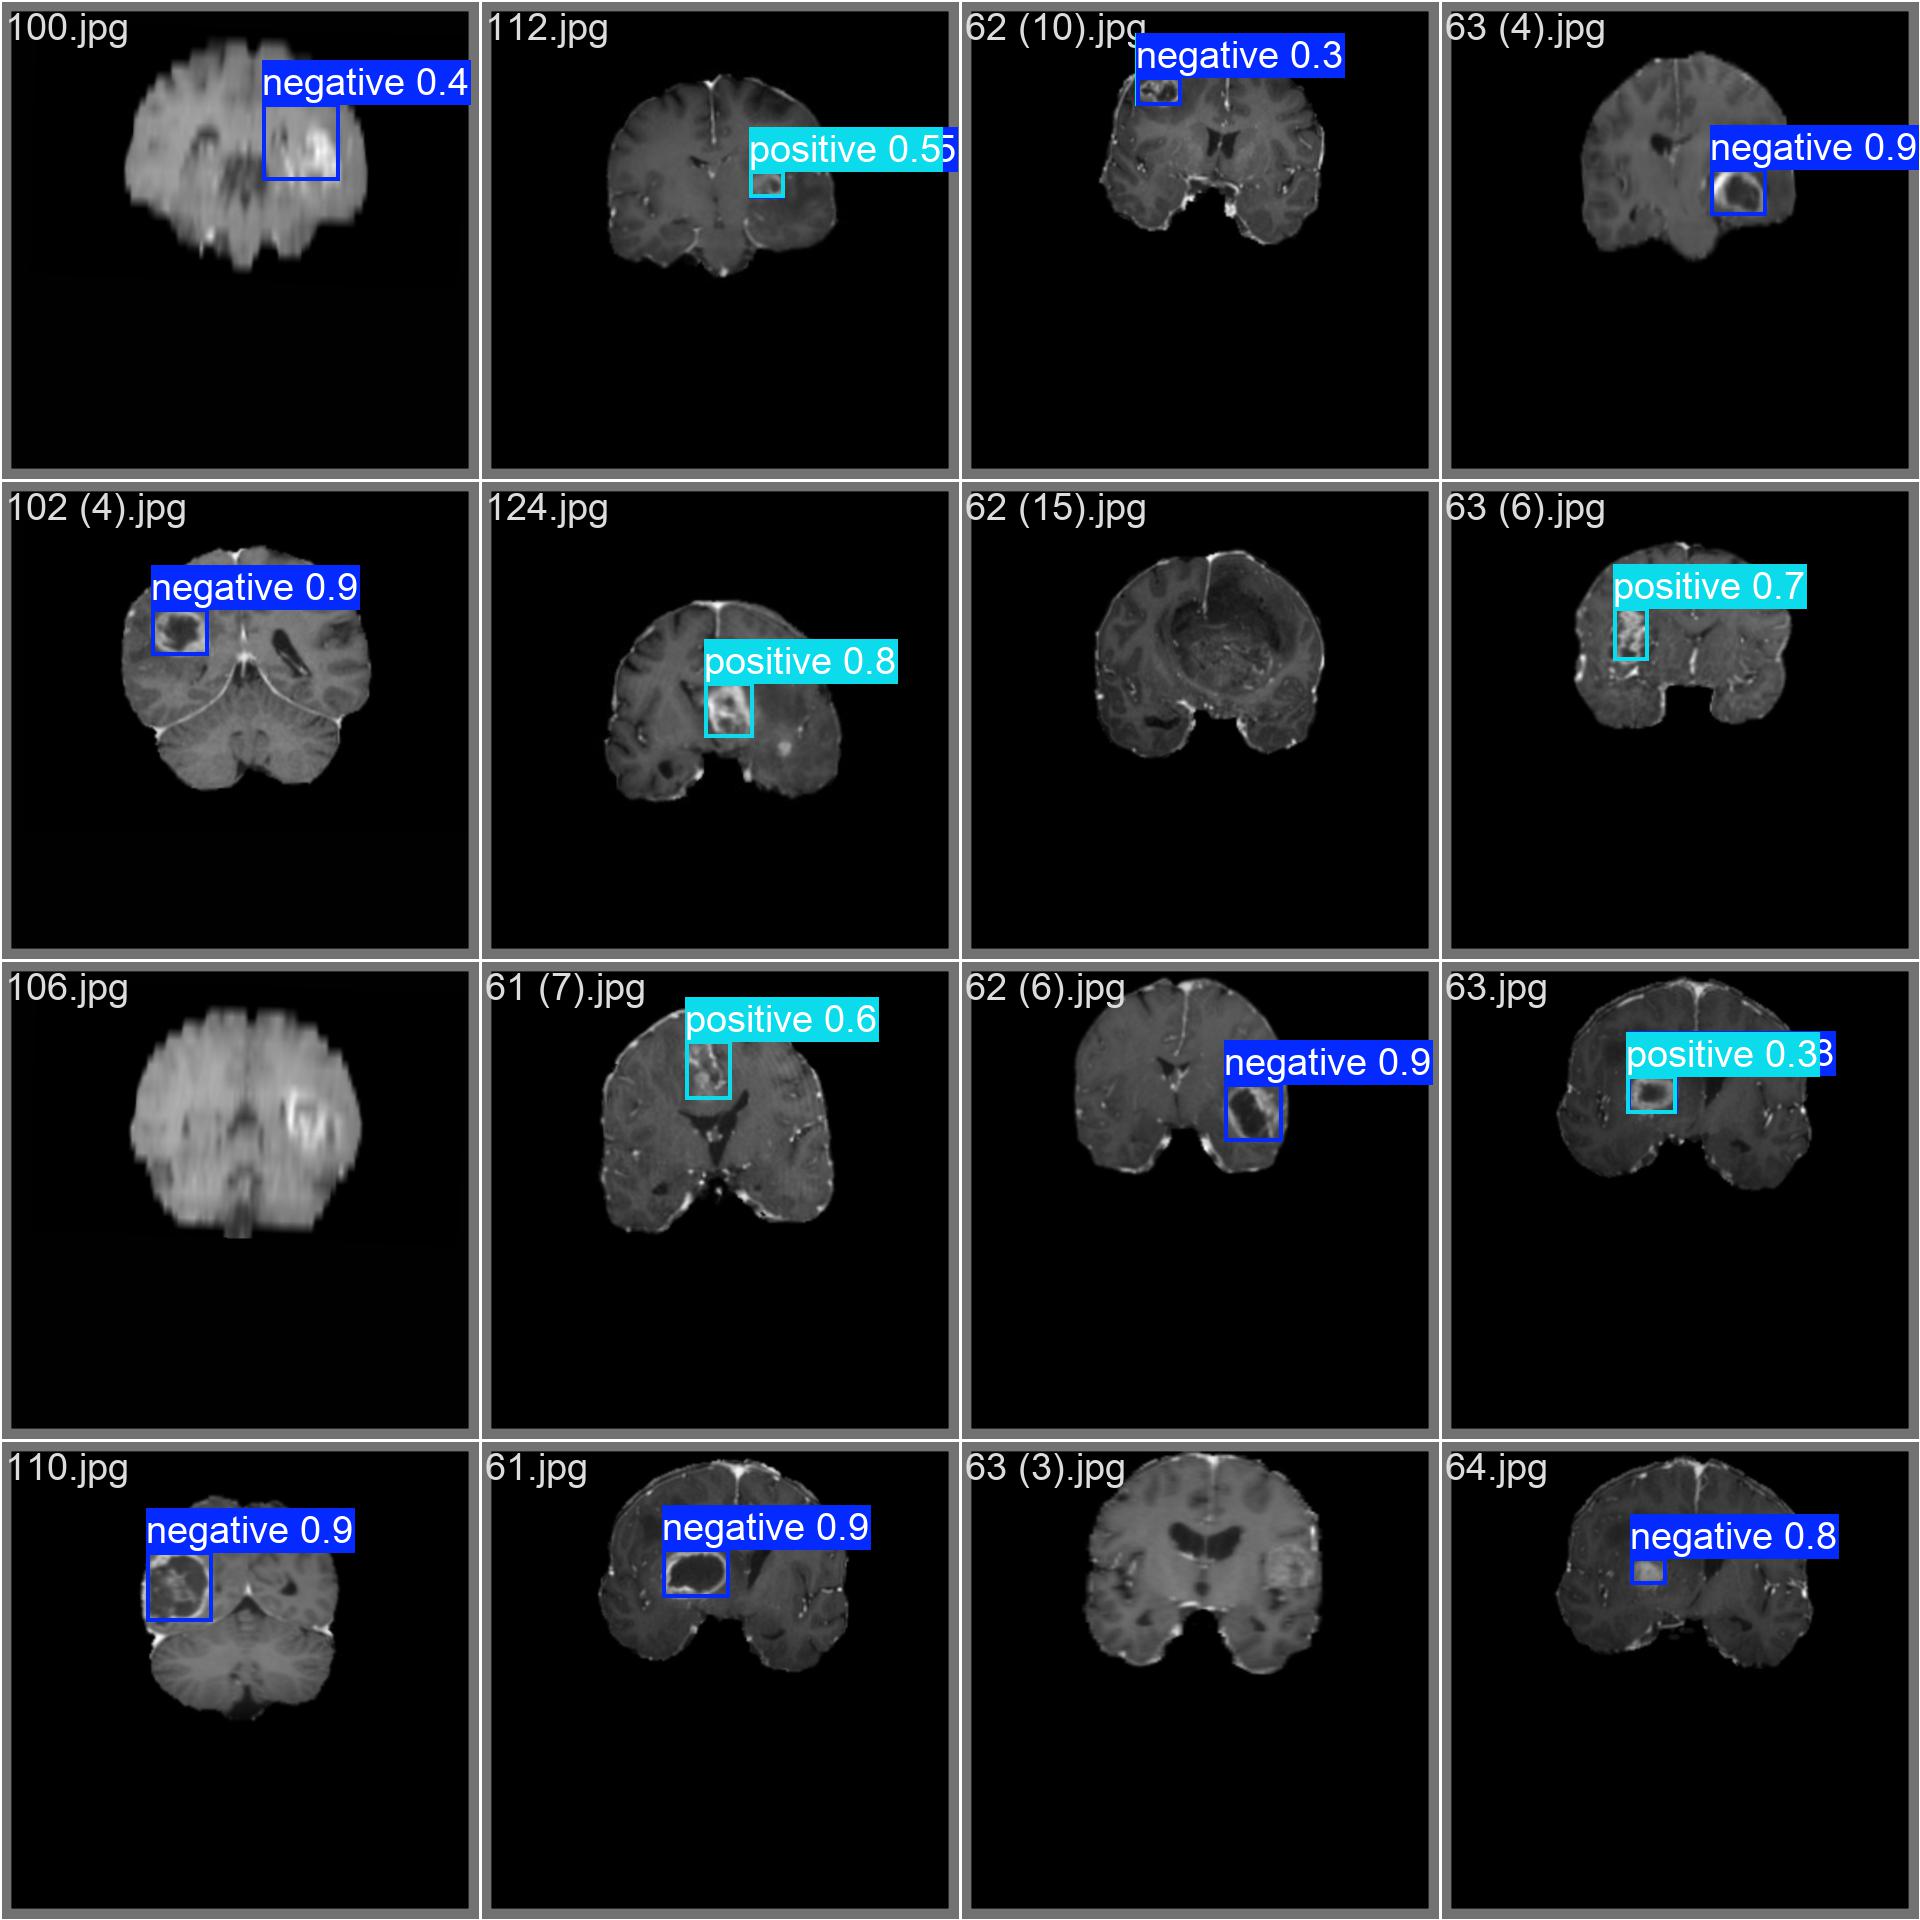 100.jpg
negative 0.4
112.jpg
positive 0.5
5
62 (10).jpg
negative 0.3
63 (4).jpg
negative 0.9
102 (4).jpg
negative 0.9
124.jpg
positive 0.8
62 (15).jpg
63 (6).jpg
positive 0.7
106.jpg
61 (7).jpg
positive 0.6
62 (6).jpg
negative 0.9
63.jpg
positive 0.3
3
110.jpg
negative 0.9
61.jpg
negative 0.9
63 (3).jpg
64.jpg
negative 0.8